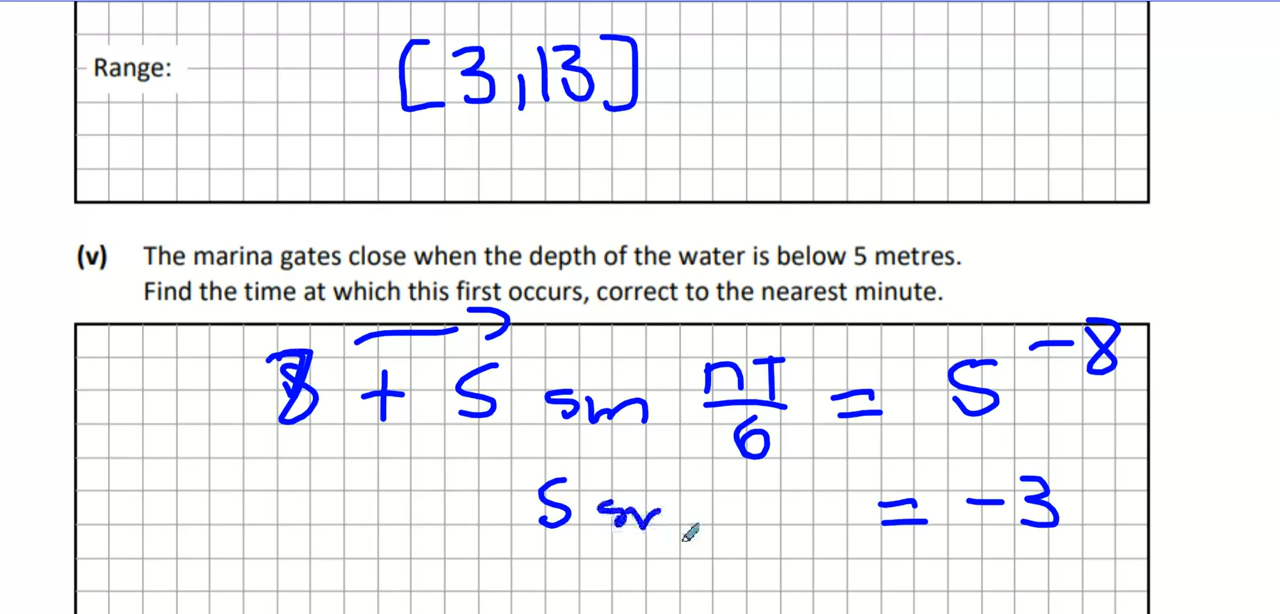 Range: [3,13]
(v) The marina gates close when the depth of the water is below 5 metres.
Find the time at which this first occurs, correct to the nearest minute.
8 + 5 sin πT/6 = 5 -8
5 sin = -3